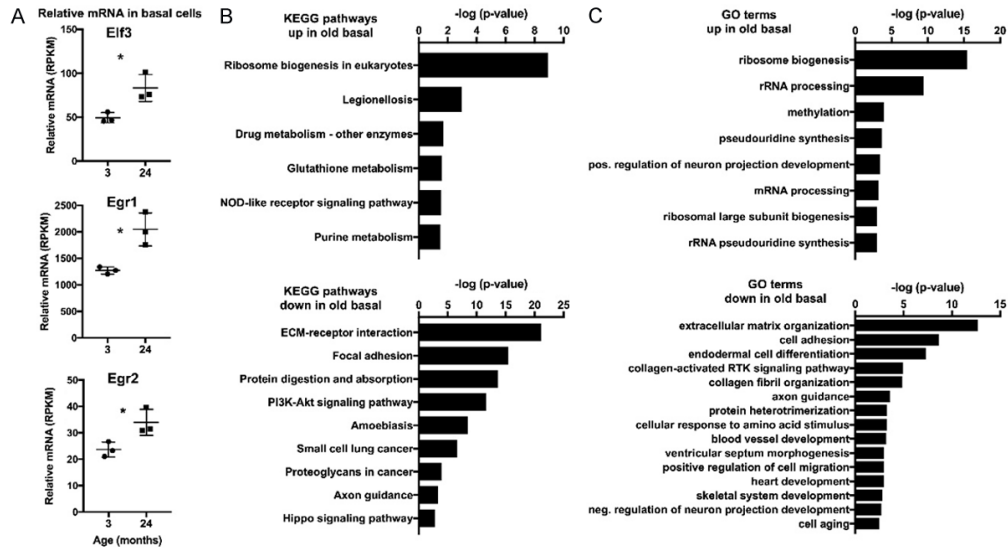 A
Relative mRNA in basal cells
Elf3
*
Relative mRNA (RPKM)
150
100
50
0
3
24
Egr1
*
Relative mRNA (RPKM)
2500
2000
1500
1000
500
0
3
24
Egr2
*
Relative mRNA (RPKM)
50
40
30
20
10
0
3
24
Age (months)
B
KEGG pathways
up in old basal
-log (p-value)
0 2 4 6 8 10
Ribosome biogenesis in eukaryotes
Legionellosis
Drug metabolism - other enzymes
Glutathione metabolism
NOD-like receptor signaling pathway
Purine metabolism
KEGG pathways
down in old basal
-log (p-value)
0 5 10 15 20 25
ECM-receptor interaction
Focal adhesion
Protein digestion and absorption
PI3K-Akt signaling pathway
Amoebiasis
Small cell lung cancer
Proteoglycans in cancer
Axon guidance
Hippo signaling pathway
C
GO terms
up in old basal
-log (p-value)
0 5 10 15 20
ribosome biogenesis
rRNA processing
methylation
pseudouridine synthesis
pos. regulation of neuron projection development
mRNA processing
ribosomal large subunit biogenesis
rRNA pseudouridine synthesis
GO terms
down in old basal
-log (p-value)
0 5 10 15
extracellular matrix organization
cell adhesion
endodermal cell differentiation
collagen-activated RTK signaling pathway
collagen fibril organization
axon guidance
protein heterotrimerization
cellular response to amino acid stimulus
blood vessel development
ventricular septum morphogenesis
positive regulation of cell migration
heart development
skeletal system development
neg. regulation of neuron projection development
cell aging